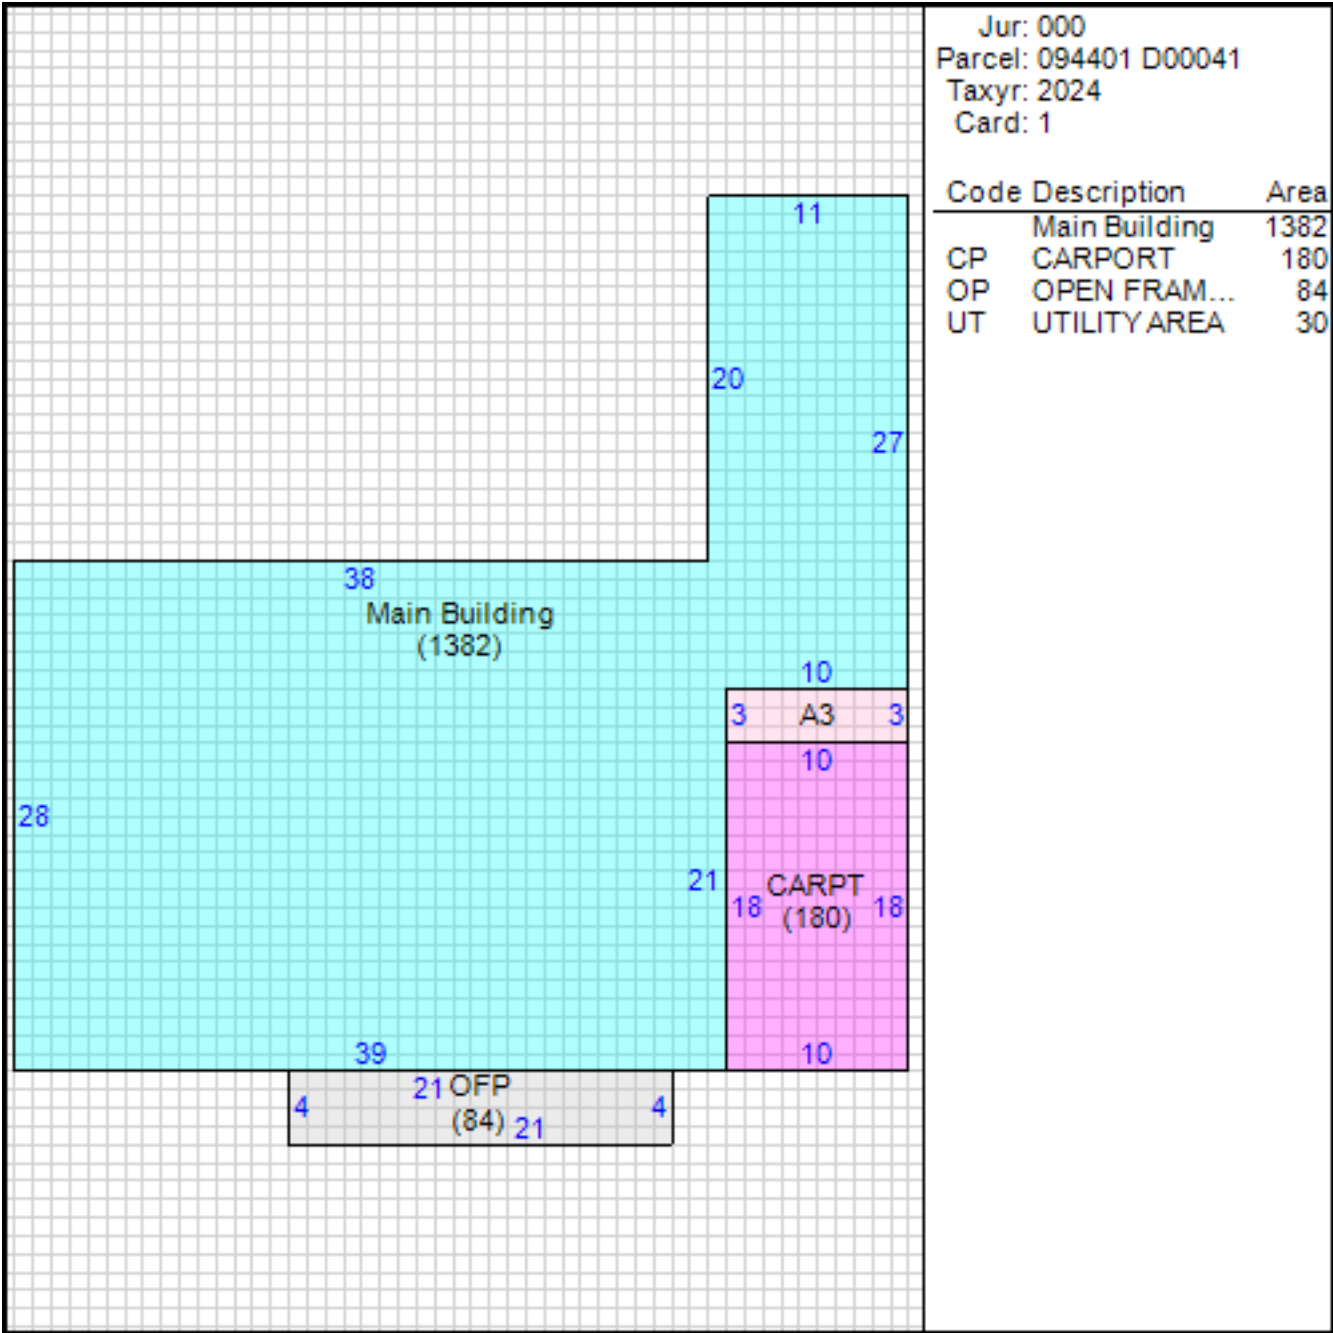 Jur: 000
Parcel: 094401 D00041
Taxyr: 2024
Card: 1
Code Description Area
Main Building 1382
CP CARPORT 180
OP OPEN FRAM... 84
UT UTILITY AREA 30
11
20
27
38
Main Building
(1382)
10
3 A3 3
10
28
21
CARPT
18 (180) 18
39
10
21 OFP
4 4
(84) 21